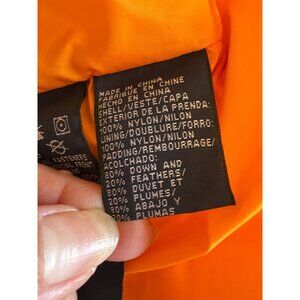 MADE IN CHINA
FABRIQUE EN CHINE
HECHO EN CHINA
SHELL/VESTE/CAPA
EXTERIOR DE LA PRENDA:
100% NYLON/NILON
LINING/DOUBLURE/FORRO:
100% NYLON/NILON
PADDING/REMBOURRAGE/
ACOLCHADO:
80% DOWN AND
20% FEATHERS/
80% DUVET ET
20% PLUMES/
80% ABAJO Y
20% PLUMAS
FASTENERS